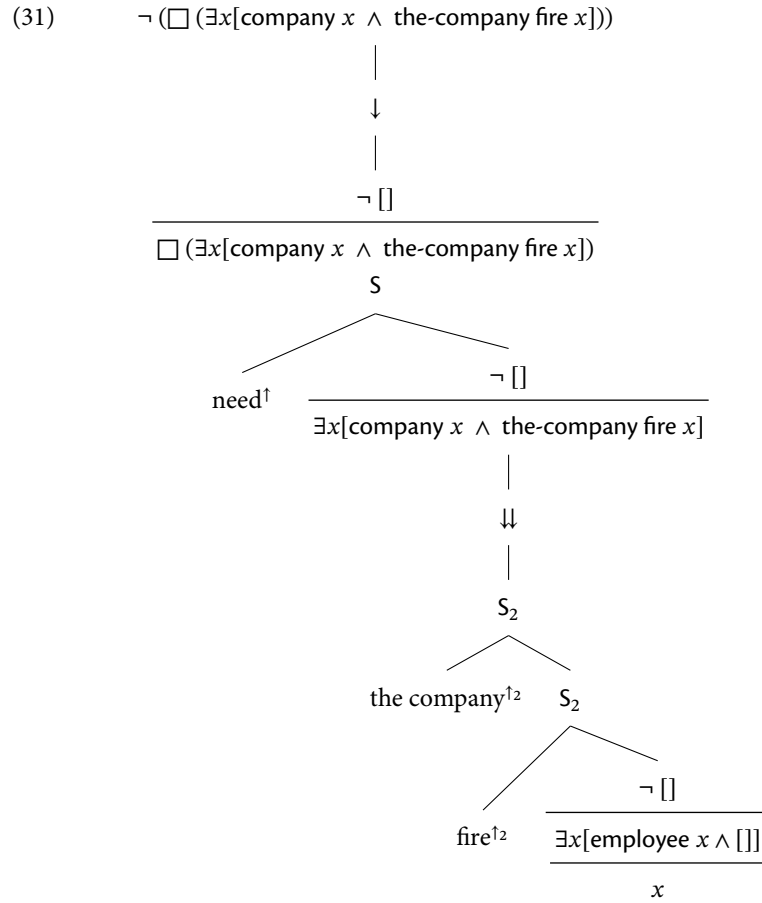 (31) ¬ (□ (∃x[company x ∧ the-company fire x]))
↓
¬ []
□ (∃x[company x ∧ the-company fire x])
S
need↑
¬ []
∃x[company x ∧ the-company fire x]
⇊
S₂
the company↑² S₂
fire↑²
¬ []
∃x[employee x ∧ []]
x